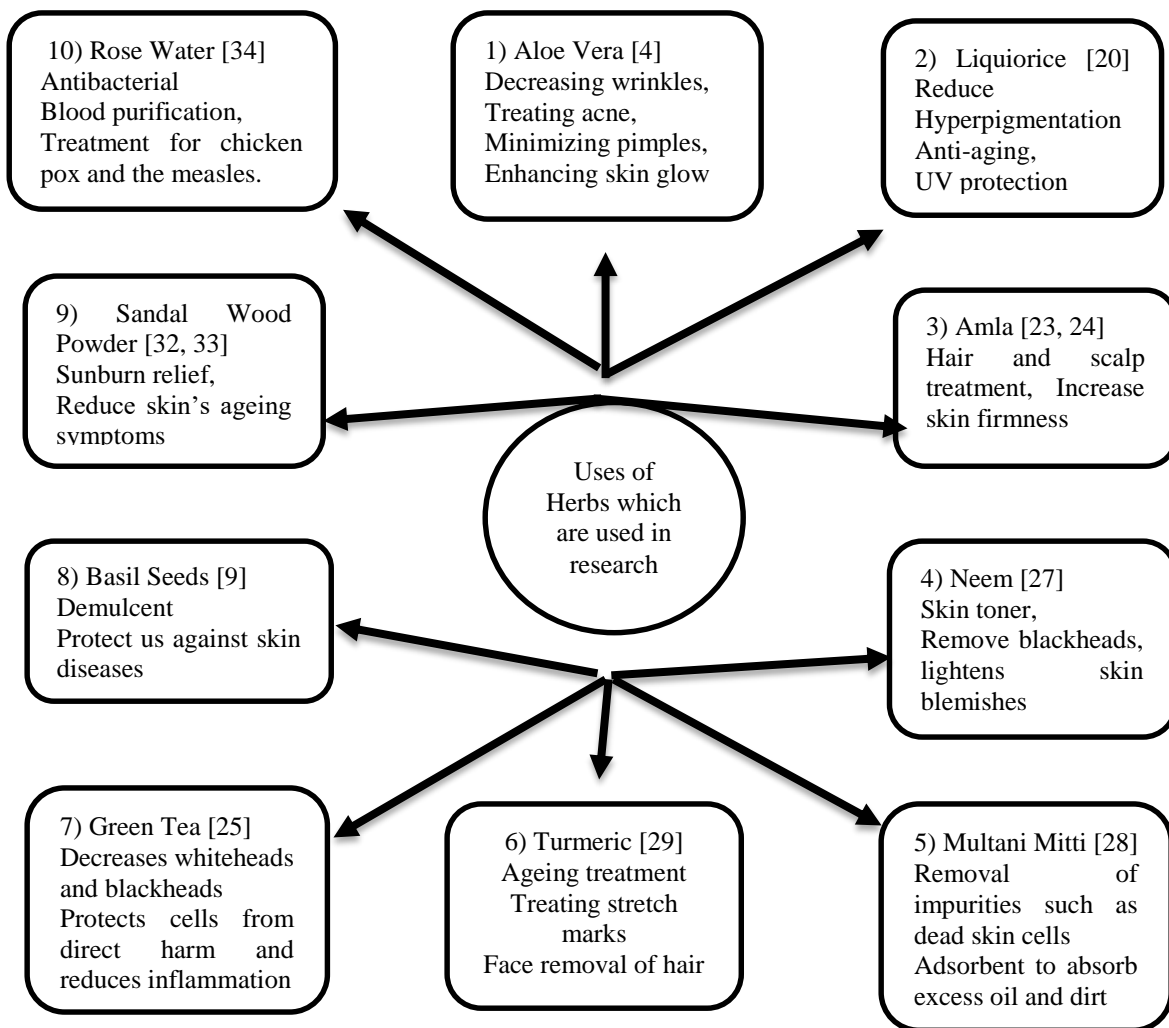 10) Rose Water [34]
Antibacterial
Blood purification,
Treatment for chicken
pox and the measles.
1) Aloe Vera [4]
Decreasing wrinkles,
Treating acne,
Minimizing pimples,
Enhancing skin glow
2) Liquiorice [20]
Reduce
Hyperpigmentation
Anti-aging,
UV protection
9) Sandal Wood
Powder [32, 33]
Sunburn relief,
Reduce skin's ageing
symptoms
3) Amla [23, 24]
Hair and scalp
treatment, Increase
skin firmness
Uses of
Herbs which
are used in
research
8) Basil Seeds [9]
Demulcent
Protect us against skin
diseases
4) Neem [27]
Skin toner,
Remove blackheads,
lightens skin
blemishes
7) Green Tea [25]
Decreases whiteheads
and blackheads
Protects cells from
direct harm and
reduces inflammation
6) Turmeric [29]
Ageing treatment
Treating stretch
marks
Face removal of hair
5) Multani Mitti [28]
Removal of
impurities such as
dead skin cells
Adsorbent to absorb
excess oil and dirt